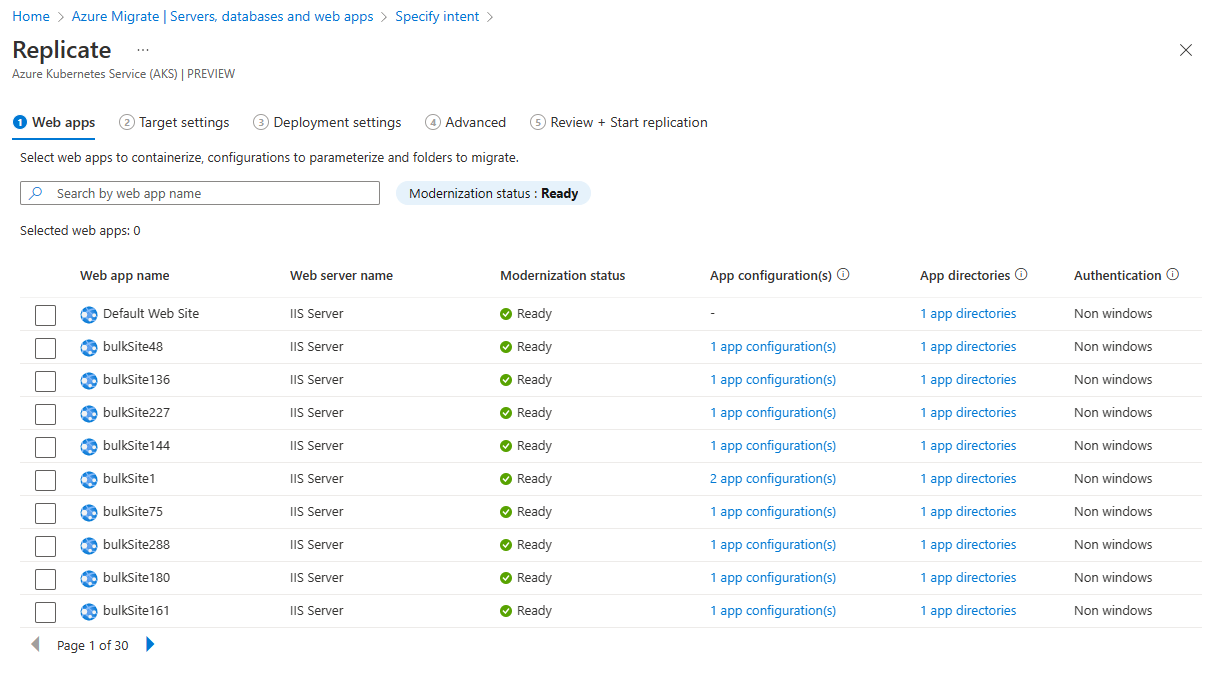 Home > Azure Migrate | Servers, databases and web apps > Specify intent >
Replicate ...
Azure Kubernetes Service (AKS) | PREVIEW
1 Web apps 2 Target settings 3 Deployment settings 4 Advanced 5 Review + Start replication
Select web apps to containerize, configurations to parameterize and folders to migrate.
Search by web app name Modernization status : Ready
Selected web apps: 0
Web app name Web server name Modernization status App configuration(s) App directories Authentication
Default Web Site IIS Server Ready - 1 app directories Non windows
bulkSite48 IIS Server Ready 1 app configuration(s) 1 app directories Non windows
bulkSite136 IIS Server Ready 1 app configuration(s) 1 app directories Non windows
bulkSite227 IIS Server Ready 1 app configuration(s) 1 app directories Non windows
bulkSite144 IIS Server Ready 1 app configuration(s) 1 app directories Non windows
bulkSite1 IIS Server Ready 2 app configuration(s) 1 app directories Non windows
bulkSite75 IIS Server Ready 1 app configuration(s) 1 app directories Non windows
bulkSite288 IIS Server Ready 1 app configuration(s) 1 app directories Non windows
bulkSite180 IIS Server Ready 1 app configuration(s) 1 app directories Non windows
bulkSite161 IIS Server Ready 1 app configuration(s) 1 app directories Non windows
Page 1 of 30